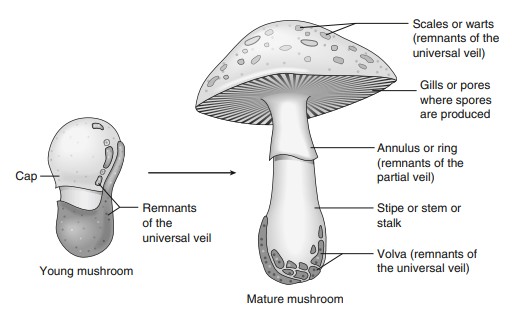 Scales or warts
(remnants of the
universal veil)
Gills or pores
where spores
are produced
Annulus or ring
(remnants of the
partial veil)
Cap
Stipe or stem or
stalk
Remnants
of the
universal veil
Volva (remnants of
the universal veil)
Young mushroom
Mature mushroom